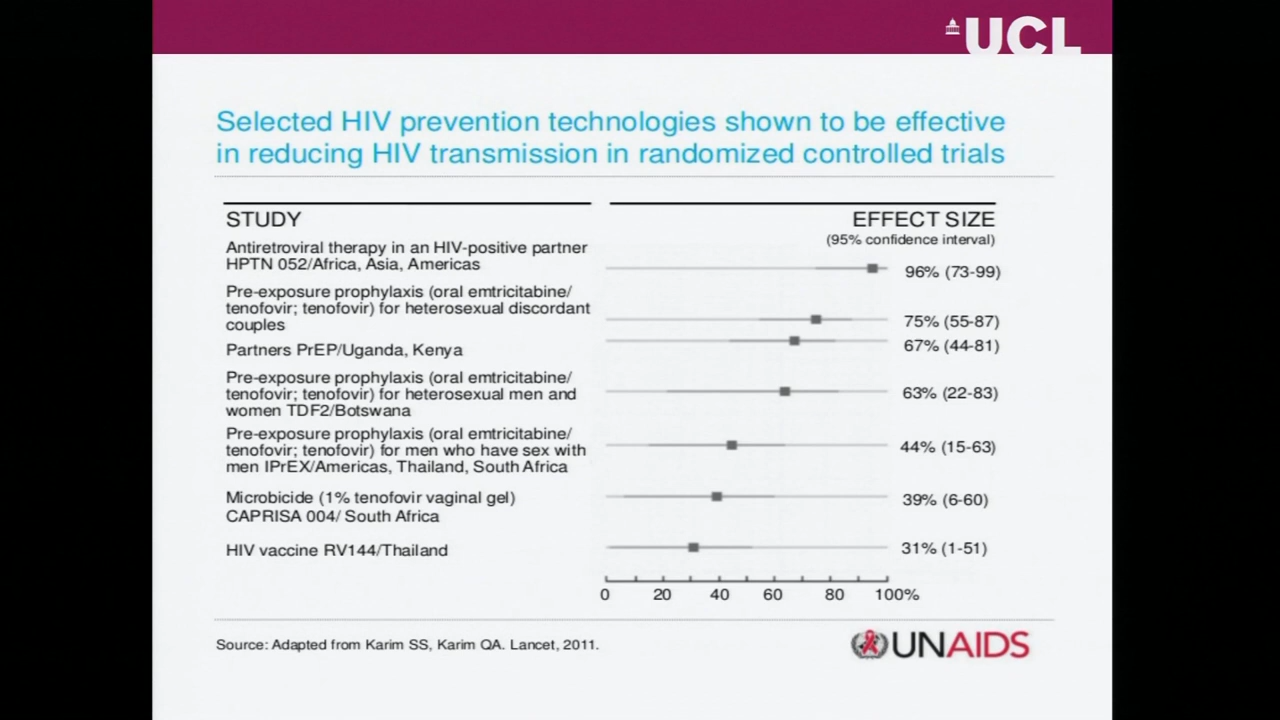 UCL
Selected HIV prevention technologies shown to be effective
in reducing HIV transmission in randomized controlled trials
STUDY
EFFECT SIZE
(95% confidence interval)
Antiretroviral therapy in an HIV-positive partner
HPTN 052/Africa, Asia, Americas
96% (73-99)
Pre-exposure prophylaxis (oral emtricitabine/
tenofovir; tenofovir) for heterosexual discordant
couples
75% (55-87)
Partners PrEP/Uganda, Kenya
67% (44-81)
Pre-exposure prophylaxis (oral emtricitabine/
tenofovir; tenofovir) for heterosexual men and
women TDF2/Botswana
63% (22-83)
Pre-exposure prophylaxis (oral emtricitabine/
tenofovir; tenofovir) for men who have sex with
men IPrEX/Americas, Thailand, South Africa
44% (15-63)
Microbicide (1% tenofovir vaginal gel)
CAPRISA 004/ South Africa
39% (6-60)
HIV vaccine RV144/Thailand
31% (1-51)
0 20 40 60 80 100%
Source: Adapted from Karim SS, Karim QA. Lancet, 2011.
UNAIDS